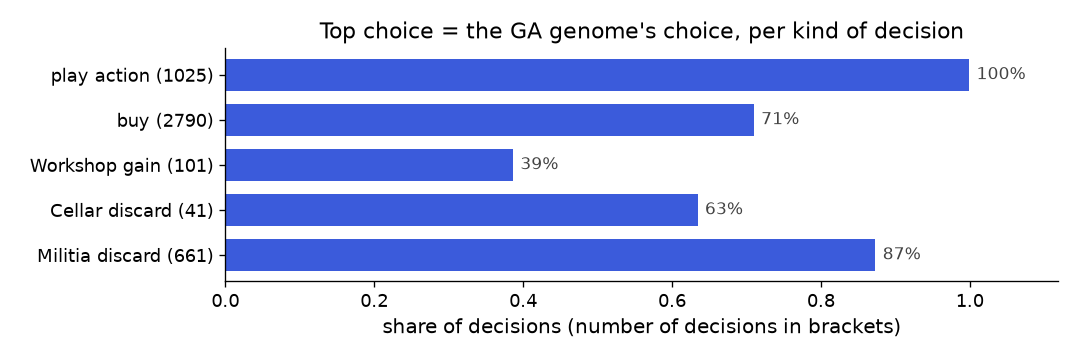 Top choice = the GA genome's choice, per kind of decision
play action (1025) 100%
buy (2790) 71%
Workshop gain (101) 39%
Cellar discard (41) 63%
Militia discard (661) 87%
0.0 0.2 0.4 0.6 0.8 1.0
share of decisions (number of decisions in brackets)